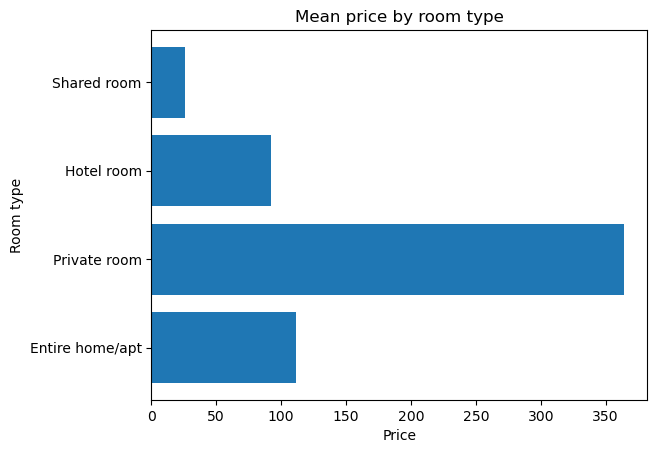 Mean price by room type
Shared room
Hotel room
Private room
Entire home/apt
Room type
0 50 100 150 200 250 300 350
Price